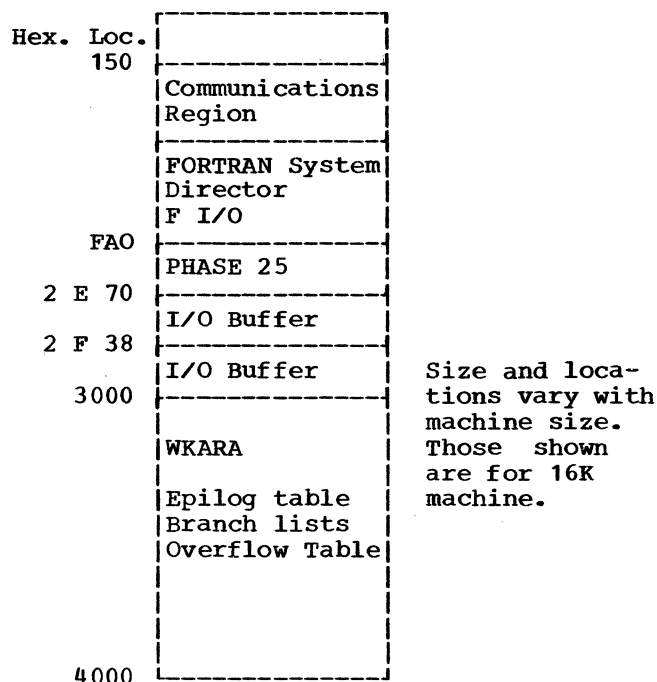 Hex. Loc.
150
Communications
Region
FORTRAN System
Director
F I/O
FAO
PHASE 25
2 E 70
I/O Buffer
2 F 38
I/O Buffer
3000
WKARA
Epilog table
Branch lists
Overflow Table
4000
Size and loca-
tions vary with
machine size.
Those shown
are for 16K
machine.